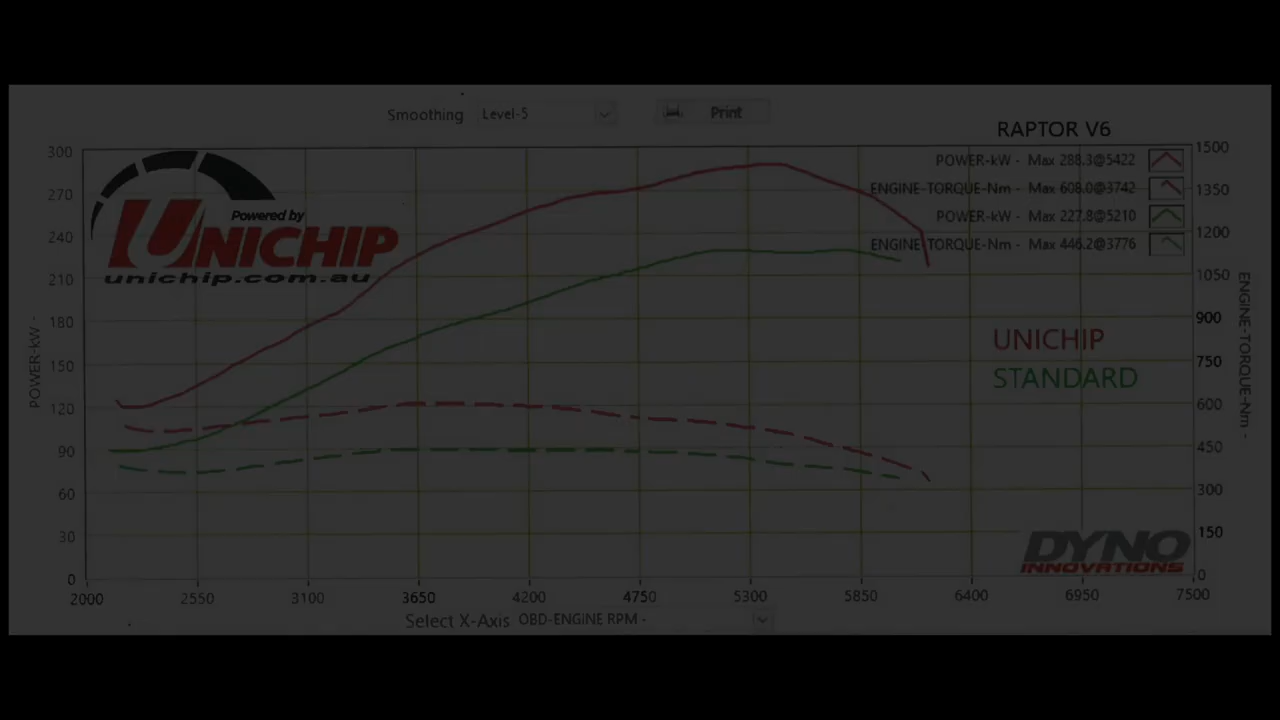 Smoothing Level-5 Print
RAPTOR V6
POWER-kW - Max 288.3@5422
ENGINE-TORQUE-Nm - Max 608.0@3742
POWER-kW - Max 227.8@5210
ENGINE-TORQUE-Nm - Max 446.2@3776
Powered by
UNICHIP
unichip.com.au
300
270
240
210
180
150
120
90
60
30
0
POWER-kW -
1500
1350
1200
1050
900
750
600
450
300
150
0
ENGINE-TORQUE-Nm -
UNICHIP
STANDARD
DYNO
INNOVATIONS
2000 2550 3100 3650 4200 4750 5300 5850 6400 6950 7500
Select X-Axis OBD-ENGINE RPM -